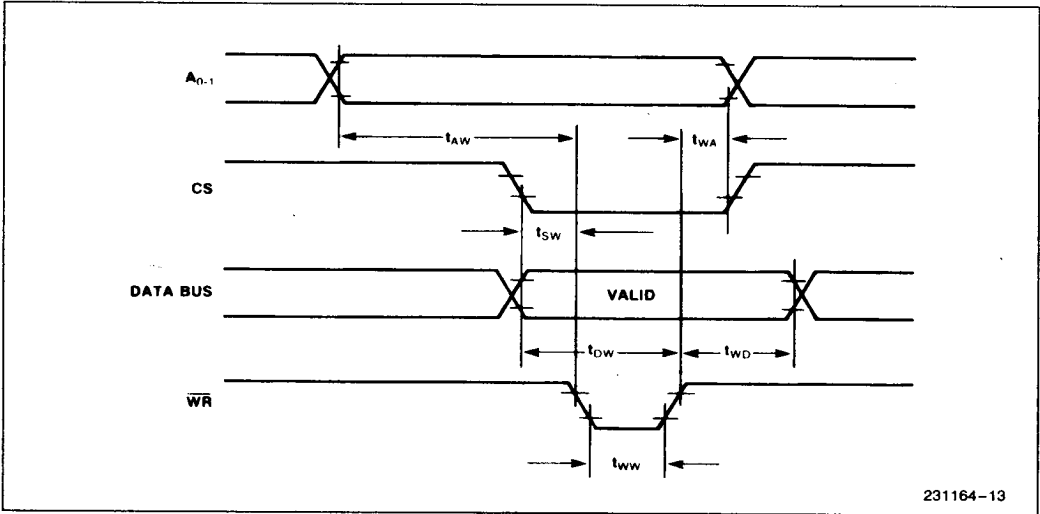 A0-1
tAW
tWA
CS
tSW
DATA BUS
VALID
tDW
tWD
WR
tWW
231164-13